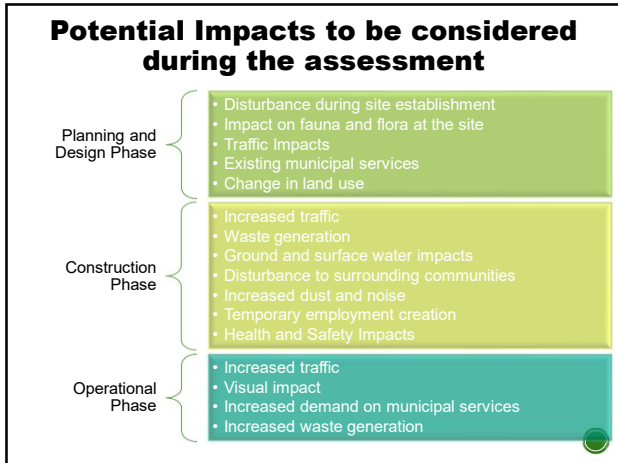 Potential Impacts to be considered
during the assessment
Planning and
Design Phase
• Disturbance during site establishment
• Impact on fauna and flora at the site
• Traffic Impacts
• Existing municipal services
• Change in land use
Construction
Phase
• Increased traffic
• Waste generation
• Ground and surface water impacts
• Disturbance to surrounding communities
• Increased dust and noise
• Temporary employment creation
• Health and Safety Impacts
Operational
Phase
• Increased traffic
• Visual impact
• Increased demand on municipal services
• Increased waste generation